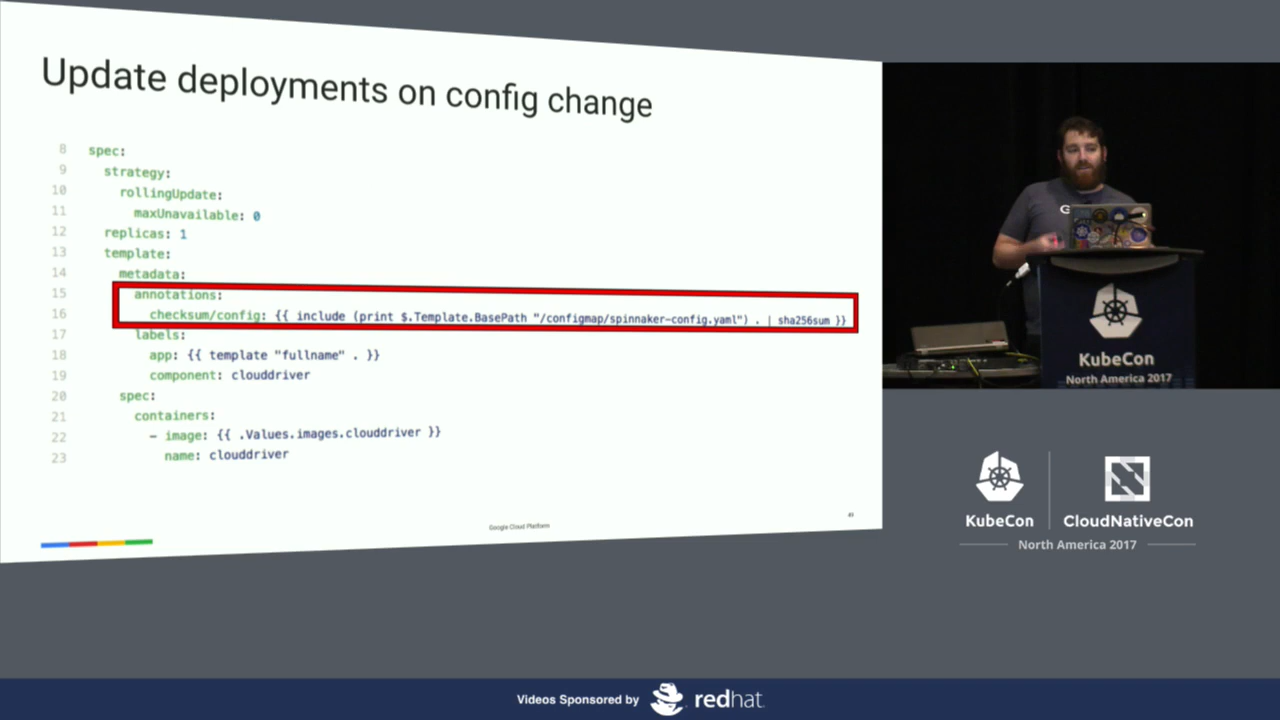 Update deployments on config change
8 spec:
9 strategy:
10 rollingUpdate:
11 maxUnavailable: 0
12 replicas: 1
13 template:
14 metadata:
15 annotations:
16 checksum/config: {{ include (print $.Template.BasePath "/configmap/spinnaker-config.yaml") . | sha256sum }}
17 labels:
18 app: {{ template "fullname" . }}
19 component: clouddriver
20 spec:
21 containers:
22 - image: {{ .Values.images.clouddriver }}
23 name: clouddriver
Google Cloud Platform
G
KubeCon
North America 2017
KubeCon
CloudNativeCon
North America 2017
Videos Sponsored by
redhat